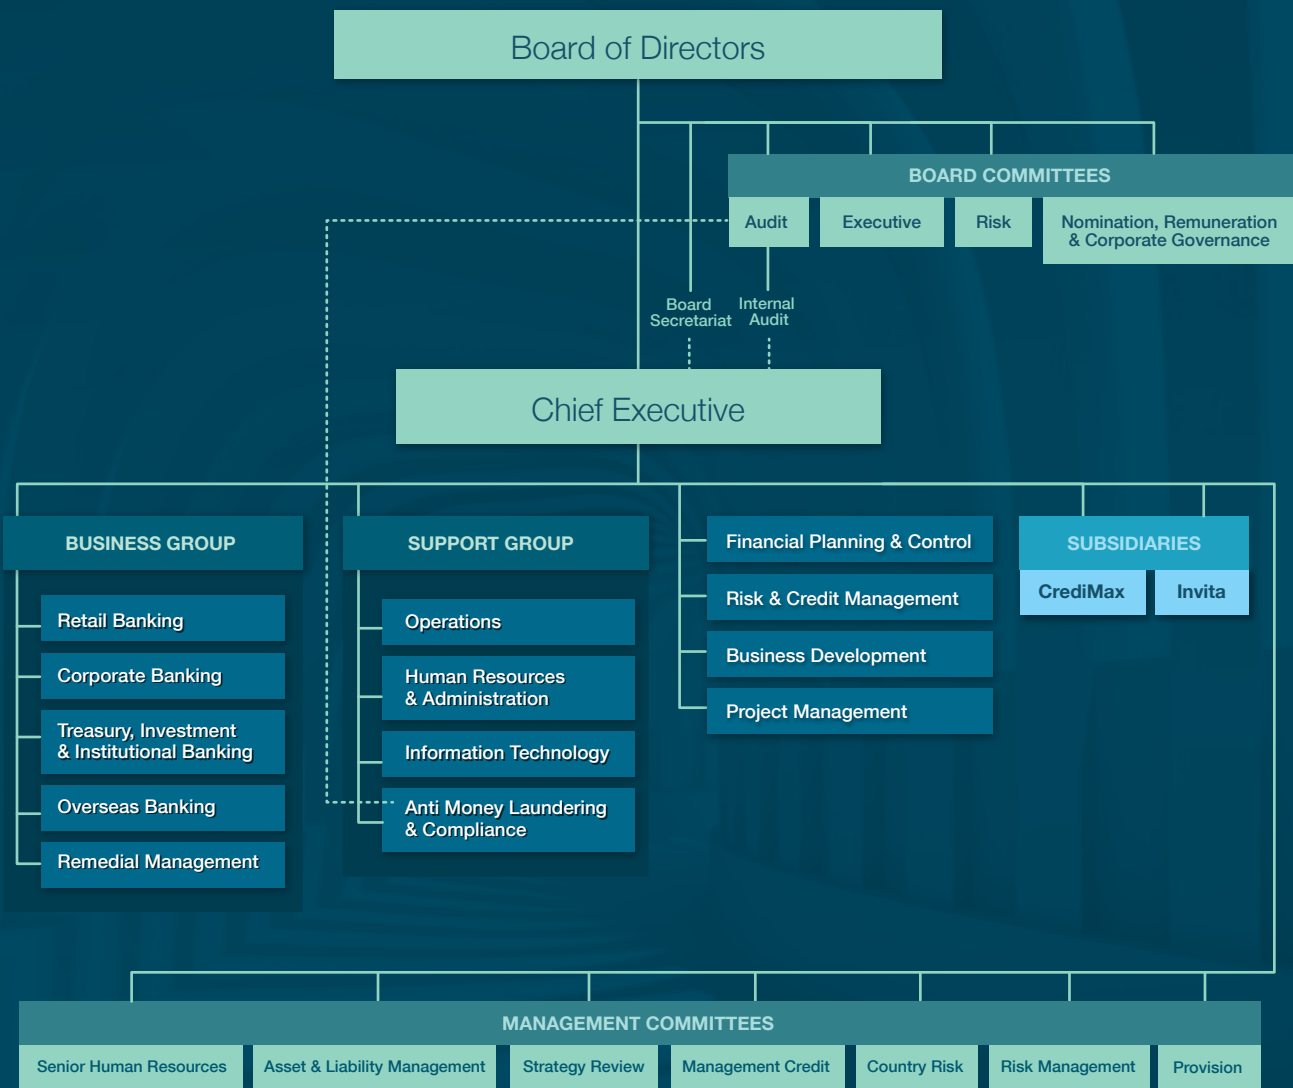 Board of Directors
BOARD COMMITTEES
Audit
Executive
Risk
Nomination, Remuneration
& Corporate Governance
Board
Secretariat
Internal
Audit
Chief Executive
BUSINESS GROUP
Retail Banking
Corporate Banking
Treasury, Investment
& Institutional Banking
Overseas Banking
Remedial Management
SUPPORT GROUP
Operations
Human Resources
& Administration
Information Technology
Anti Money Laundering
& Compliance
Financial Planning & Control
Risk & Credit Management
Business Development
Project Management
SUBSIDIARIES
CrediMax
Invita
MANAGEMENT COMMITTEES
Senior Human Resources
Asset & Liability Management
Strategy Review
Management Credit
Country Risk
Risk Management
Provision